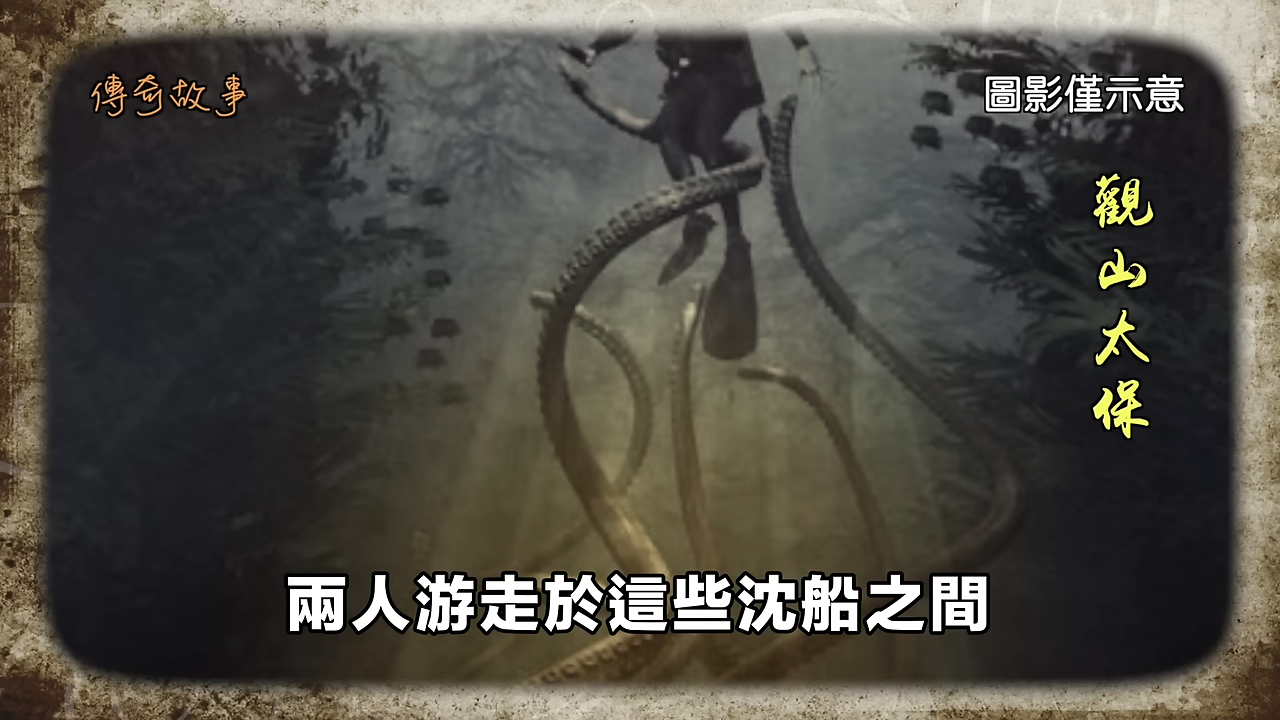 傳奇故事
圖影僅示意
觀山太保
兩人游走於這些沈船之間